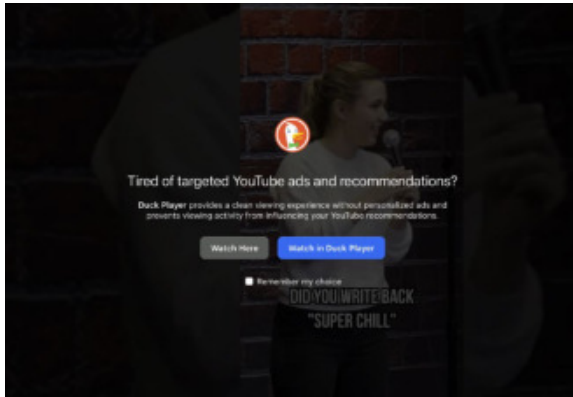 Tired of targeted YouTube ads and recommendations?
Duck Player provides a clean viewing experience without personalized ads and
prevents viewing activity from influencing your YouTube recommendations.
Watch Here
Watch in Duck Player
Remember my choice
DID YOU WRITE BACK
"SUPER CHILL"